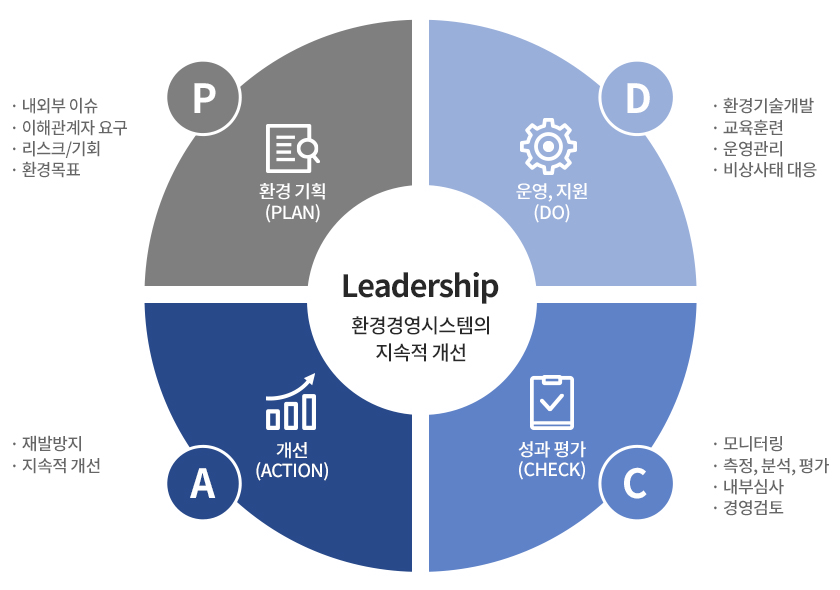 P
· 내외부 이슈
· 이해관계자 요구
· 리스크/기회
· 환경목표
환경 기획
(PLAN)
D
· 환경기술개발
· 교육훈련
· 운영관리
· 비상사태 대응
운영, 지원
(DO)
Leadership
환경경영시스템의
지속적 개선
개선
(ACTION)
A
· 재발방지
· 지속적 개선
성과 평가
(CHECK)
C
· 모니터링
· 측정, 분석, 평가
· 내부심사
· 경영검토